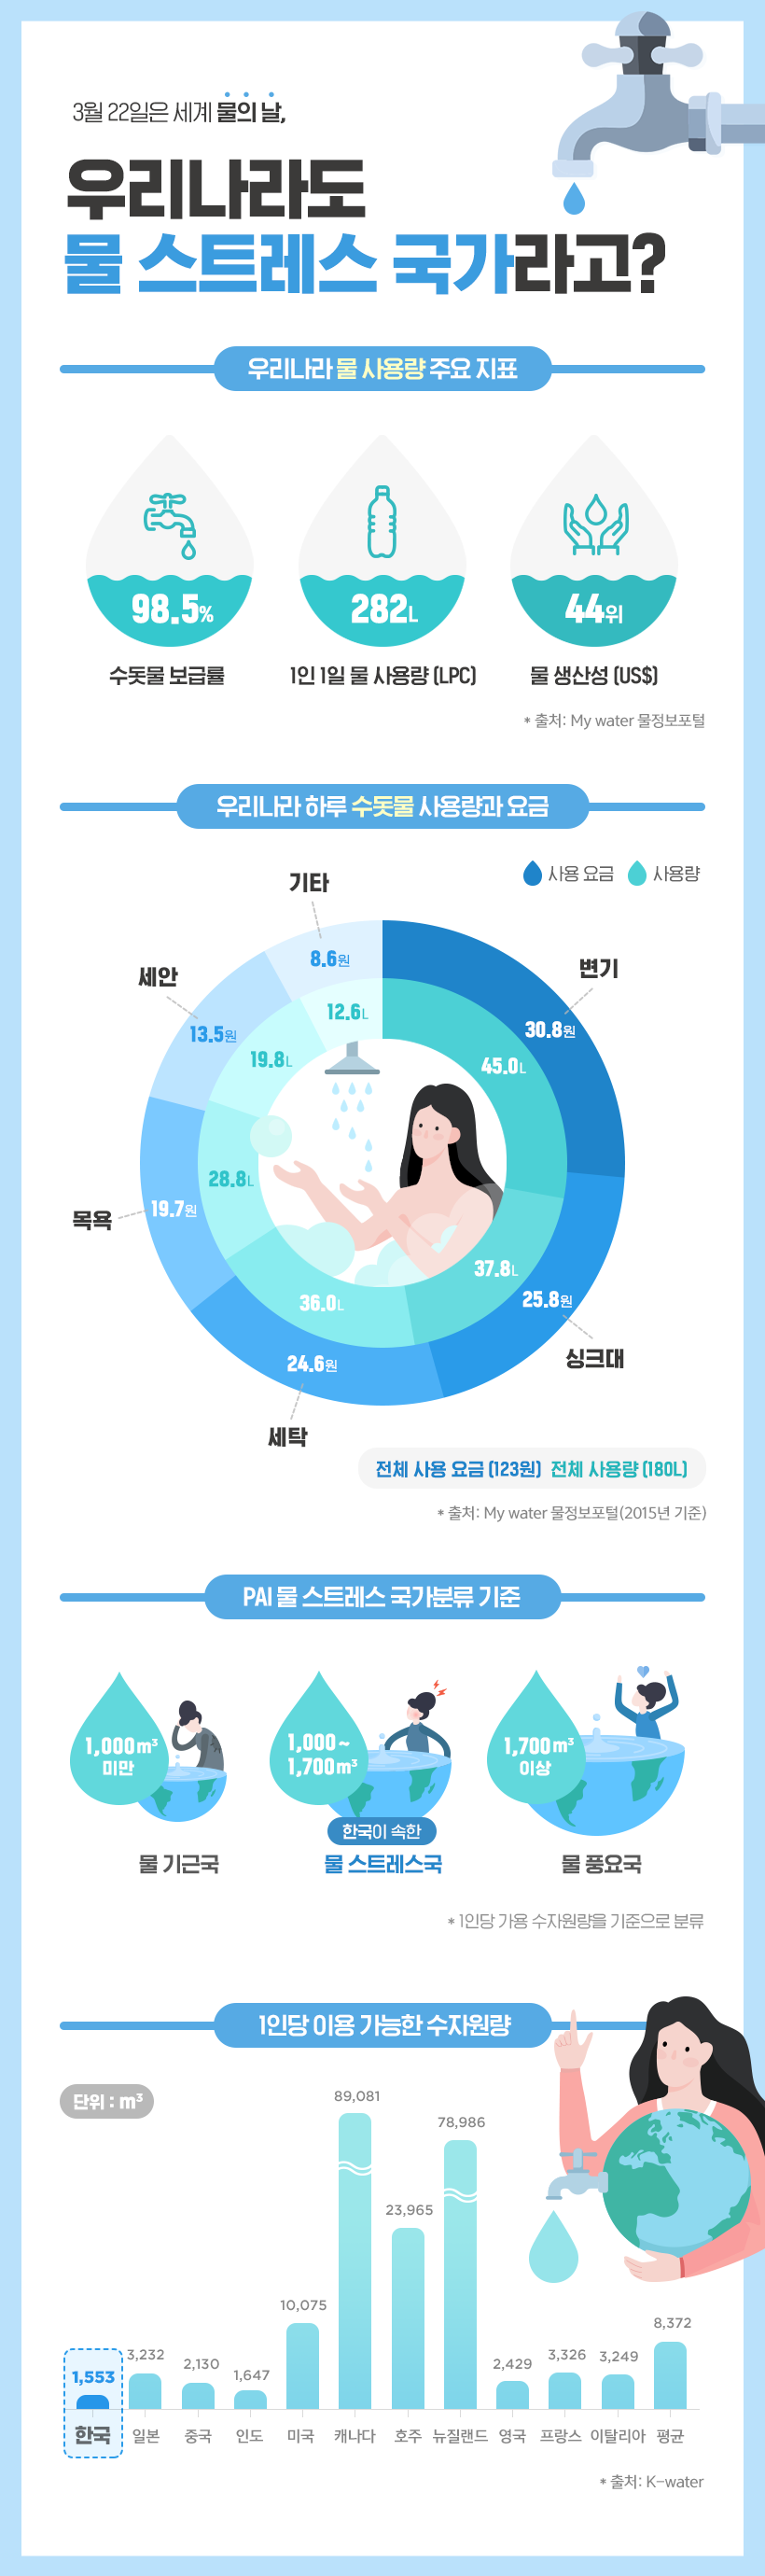 3월 22일은 세계 물의 날,
우리나라도
물 스트레스 국가라고?
우리나라 물 사용량 주요 지표
98.5%
282L
44위
수돗물 보급률
1인 1일 물 사용량 (LPC)
물 생산성 (US$)
* 출처: My water 물정보포털
우리나라 하루 수돗물 사용량과 요금
사용 요금
사용량
기타
8.6원
12.6L
세안
13.5원
19.8L
변기
30.8원
45.0L
목욕
19.7원
28.8L
37.8L
25.8원
싱크대
36.0L
24.6원
세탁
전체 사용 요금 (123원) 전체 사용량 (180L)
* 출처: My water 물정보포털(2015년 기준)
PAI 물 스트레스 국가분류 기준
1,000m³
미만
1,000~
1,700m³
1,700m³
이상
한국이 속한
물 기근국
물 스트레스국
물 풍요국
* 1인당 가용 수자원량을 기준으로 분류
1인당 이용 가능한 수자원량
단위 : m³
1,553
3,232
2,130
1,647
10,075
89,081
23,965
78,986
2,429
3,326
3,249
8,372
한국
일본
중국
인도
미국
캐나다
호주
뉴질랜드
영국
프랑스
이탈리아
평균
* 출처: K-water